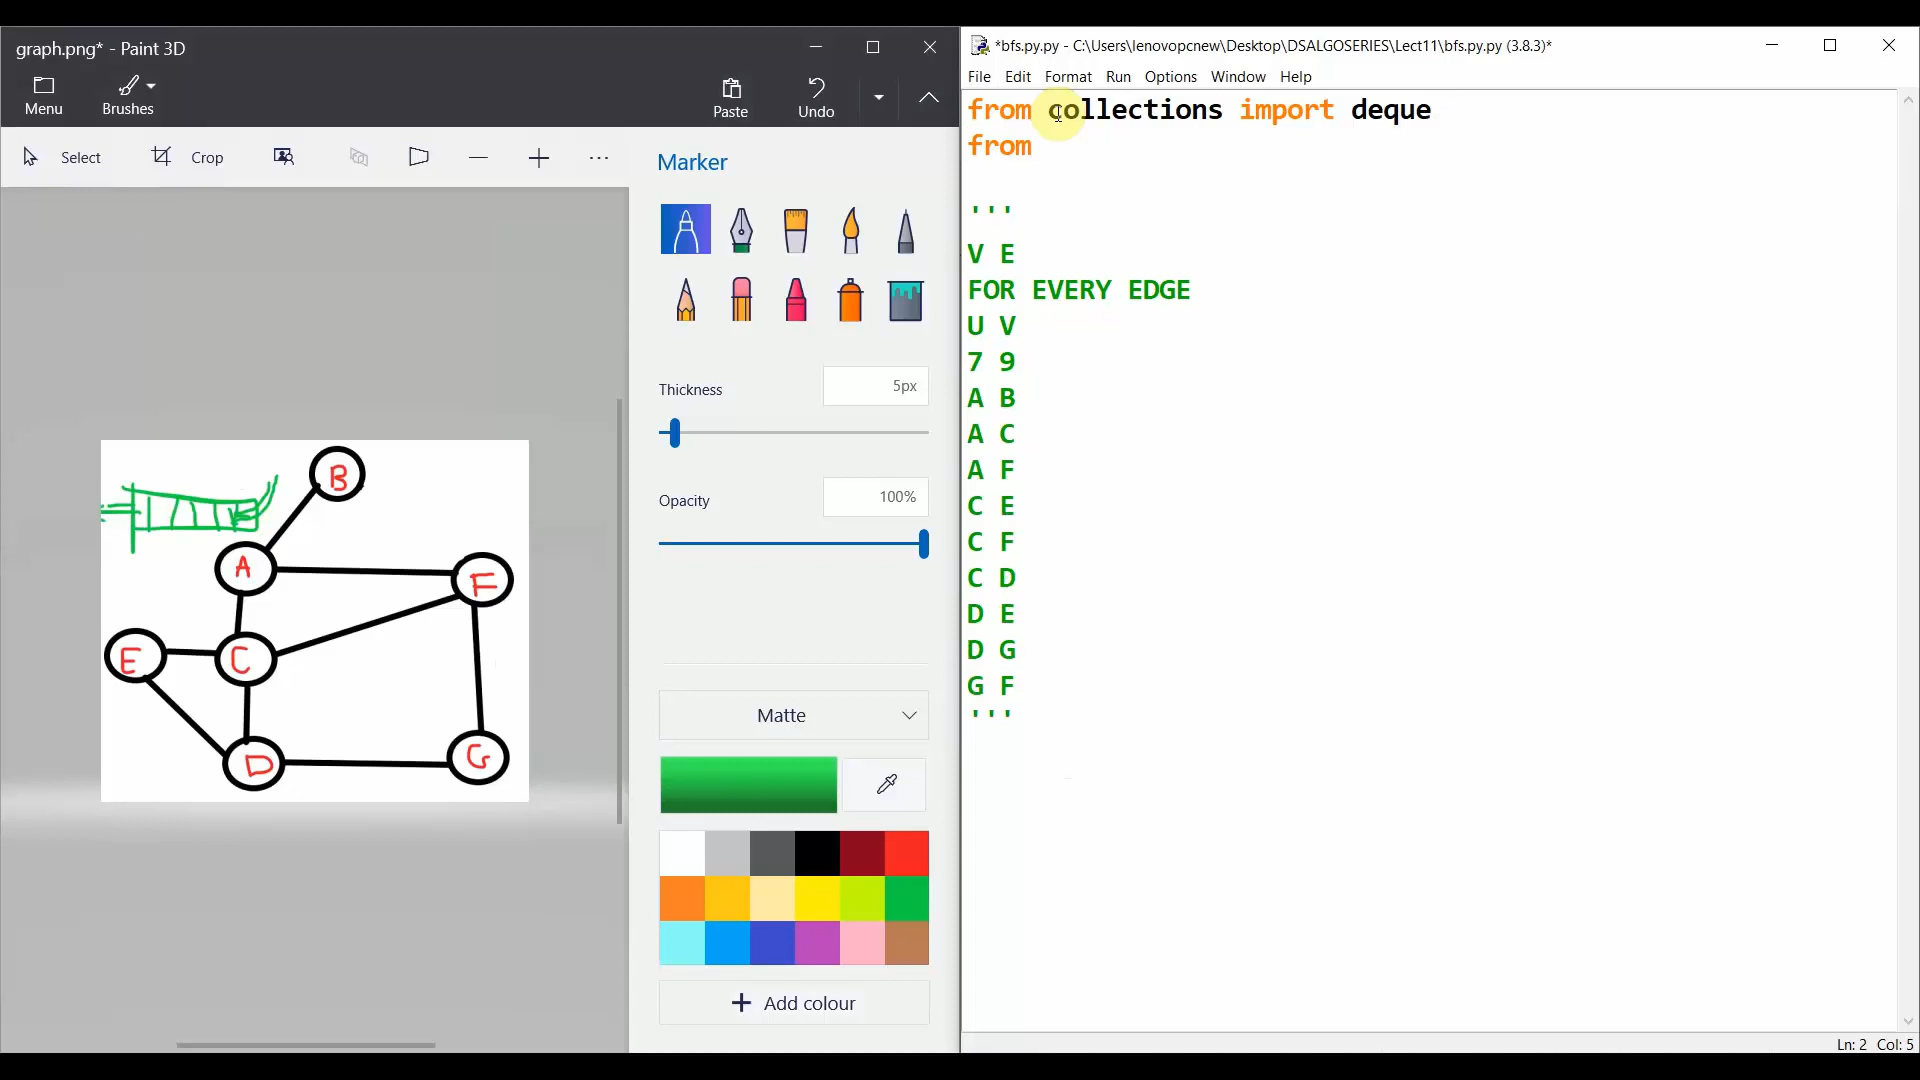 graph.png* - Paint 3D
Menu
Brushes
Paste
Undo
Select
Crop
Marker
Thickness
5px
Opacity
100%
Matte
Add colour
B
A
F
E
C
D
G
*bfs.py.py - C:\Users\lenovopcnew\Desktop\DSALGOSERIES\Lect11\bfs.py.py (3.8.3)*
File Edit Format Run Options Window Help
from collections import deque
from
'''
V E
FOR EVERY EDGE
U V
7 9
A B
A C
A F
C E
C F
C D
D E
D G
G F
'''
Ln: 2 Col: 5